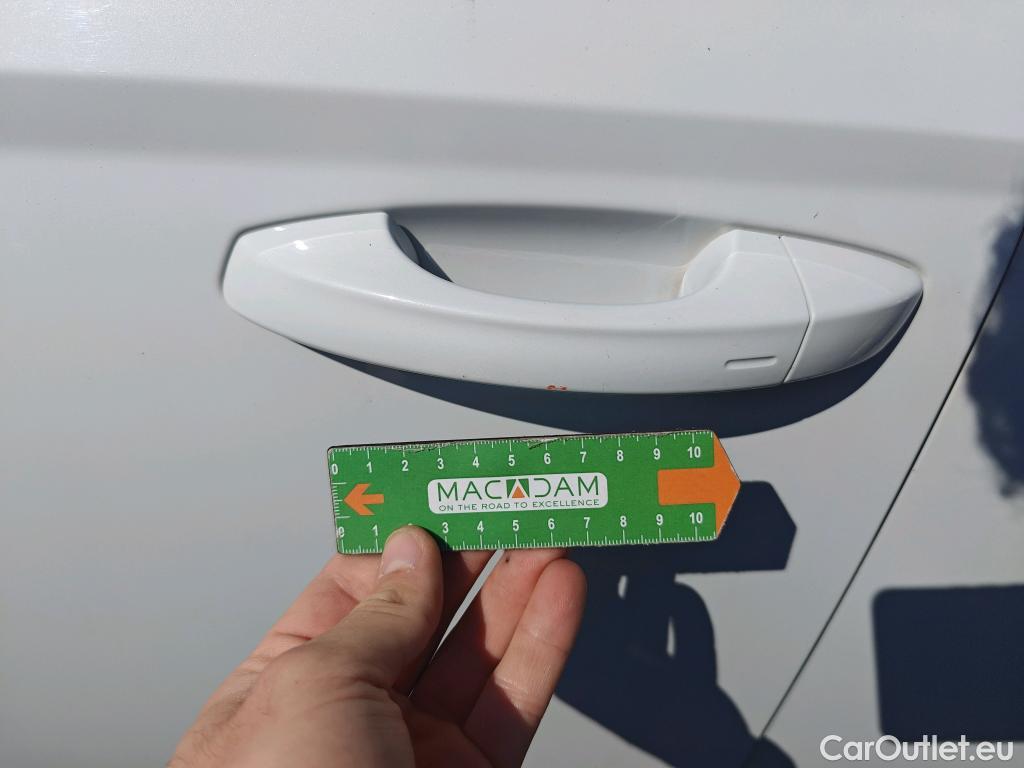 0 1 2 3 4 5 6 7 8 9 10
MACADAM
ON THE ROAD TO EXCELLENCE
0 1 3 4 5 6 7 8 9 10
CarOutlet.eu